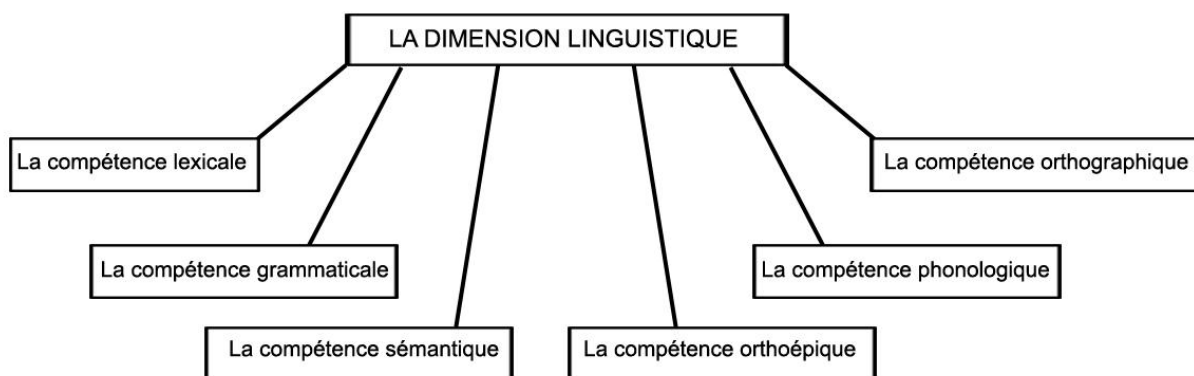 LA DIMENSION LINGUISTIQUE
La compétence lexicale
La compétence orthographique
La compétence grammaticale
La compétence phonologique
La compétence sémantique
La compétence orthoépique